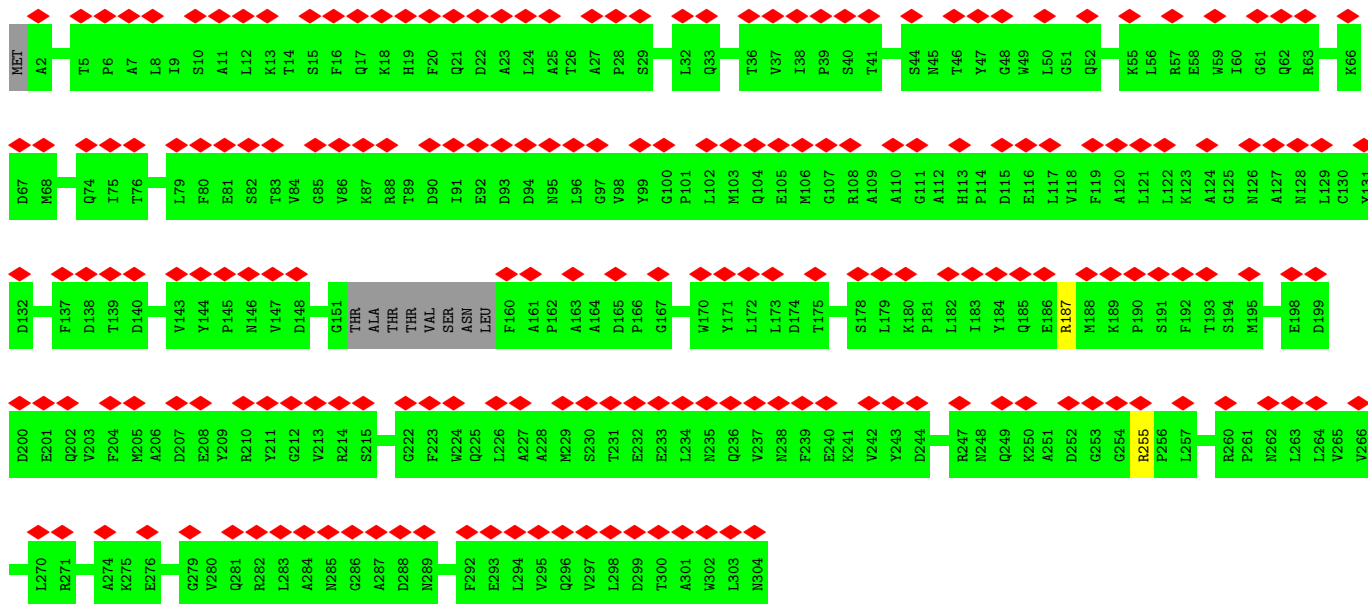 MET A2 T5 P6 A7 L8 I9 S10 A11 L12 K13 T14 S15 F16 Q17 K18 H19 F20 Q21 D22 A23 L24 A25 T26 A27 P28 S29 L32 Q33 T36 V37 I38 P39 S40 T41 S44 N45 T46 Y47 G48 W49 L50 G51 Q52 K55 L56 R57 E58 W59 I60 G61 Q62 R63 K66
D67 M68 Q74 I75 T76 L79 F80 E81 S82 T83 V84 G85 V86 K87 R88 T89 D90 I91 E92 D93 D94 N95 L96 G97 V98 Y99 G100 P101 L102 M103 Q104 E105 M106 G107 R108 A109 A110 G111 A112 H113 P114 D115 E116 L117 V118 F119 A120 L121 L122 K123 A124 G125 N126 A127 N128 L129 C130 Y131
D132 F137 D138 T139 D140 V143 Y144 P145 N146 V147 D148 G151 THR ALA THR THR VAL SER ASN LEU F160 A161 P162 A163 A164 D165 P166 G167 W170 Y171 L172 L173 D174 T175 S178 L179 K180 P181 L182 I183 Y184 Q185 E186 R187 M188 K189 P190 S191 F192 T193 S194 M195 E198 D199
D200 E201 Q202 V203 F204 M205 A206 D207 E208 Y209 R210 Y211 G212 V213 R214 S215 G222 F223 W224 Q225 L226 A227 A228 M229 S230 T231 E232 E233 L234 N235 Q236 V237 N238 F239 E240 K241 V242 Y243 D244 R247 N248 Q249 K250 A251 D252 G253 G254 R255 P256 L257 R260 P261 N262 L263 L264 V265 V266
L270 R271 A274 K275 E276 G279 V280 Q281 R282 L283 A284 N285 G286 A287 D288 N289 F292 E293 L294 V295 Q296 V297 L298 D299 T300 A301 W302 L303 N304